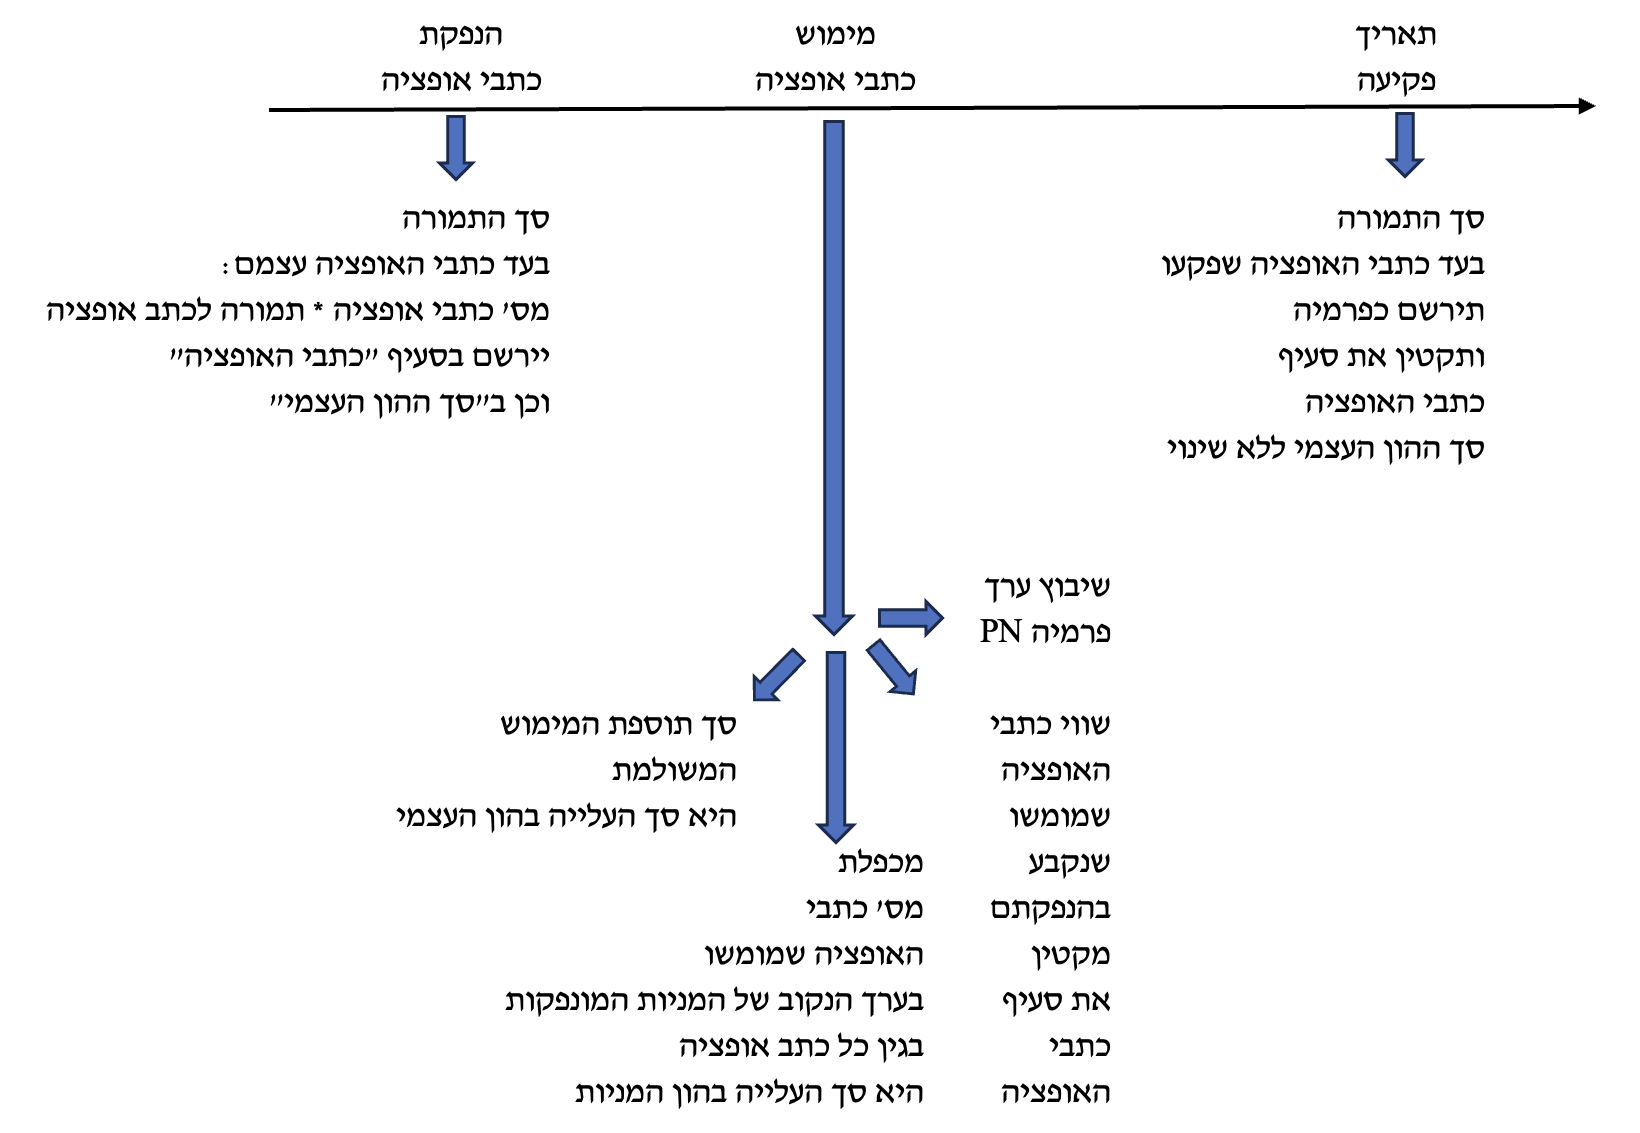 הנפקת
כתבי אופציה
מימוש
כתבי אופציה
תאריך
פקיעה
סך התמורה
בעד כתבי האופציה עצמם:
מס׳ כתבי אופציה * תמורה לכתב אופציה
יירשם בסעיף ״כתבי האופציה״
וכן ב״סך ההון העצמי״
סך התמורה
בעד כתבי האופציה שפקעו
תירשם כפרמיה
ותקטין את סעיף
כתבי האופציה
סך ההון העצמי ללא שינוי
שיבוץ ערך
פרמיה PN
סך תוספת המימוש
המשולמת
היא סך העלייה בהון העצמי
מכפלת
מס׳ כתבי
האופציה שמומשו
בערך הנקוב של המניות המונפקות
בגין כל כתב אופציה
היא סך העלייה בהון המניות
שווי כתבי
האופציה
שמומשו
שנקבע
בהנפקתם
מקטין
את סעיף
כתבי
האופציה